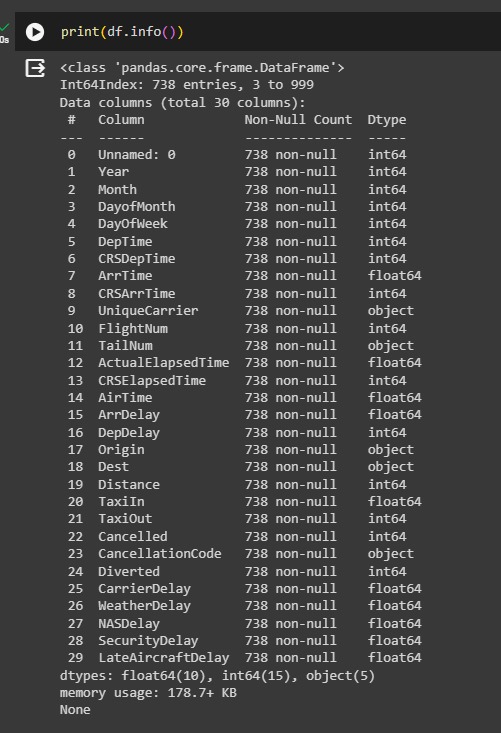 0s
print(df.info())
<class 'pandas.core.frame.DataFrame'>
Int64Index: 738 entries, 3 to 999
Data columns (total 30 columns):
 #   Column             Non-Null Count  Dtype
---  ------             --------------  -----
 0   Unnamed: 0         738 non-null    int64
 1   Year               738 non-null    int64
 2   Month              738 non-null    int64
 3   DayofMonth         738 non-null    int64
 4   DayOfWeek          738 non-null    int64
 5   DepTime            738 non-null    int64
 6   CRSDepTime         738 non-null    int64
 7   ArrTime            738 non-null    float64
 8   CRSArrTime         738 non-null    int64
 9   UniqueCarrier      738 non-null    object
 10  FlightNum          738 non-null    int64
 11  TailNum            738 non-null    object
 12  ActualElapsedTime  738 non-null    float64
 13  CRSElapsedTime     738 non-null    int64
 14  AirTime            738 non-null    float64
 15  ArrDelay           738 non-null    float64
 16  DepDelay           738 non-null    int64
 17  Origin             738 non-null    object
 18  Dest               738 non-null    object
 19  Distance           738 non-null    int64
 20  TaxiIn             738 non-null    float64
 21  TaxiOut            738 non-null    int64
 22  Cancelled          738 non-null    int64
 23  CancellationCode   738 non-null    object
 24  Diverted           738 non-null    int64
 25  CarrierDelay       738 non-null    float64
 26  WeatherDelay       738 non-null    float64
 27  NASDelay           738 non-null    float64
 28  SecurityDelay      738 non-null    float64
 29  LateAircraftDelay  738 non-null    float64
dtypes: float64(10), int64(15), object(5)
memory usage: 178.7+ KB
None